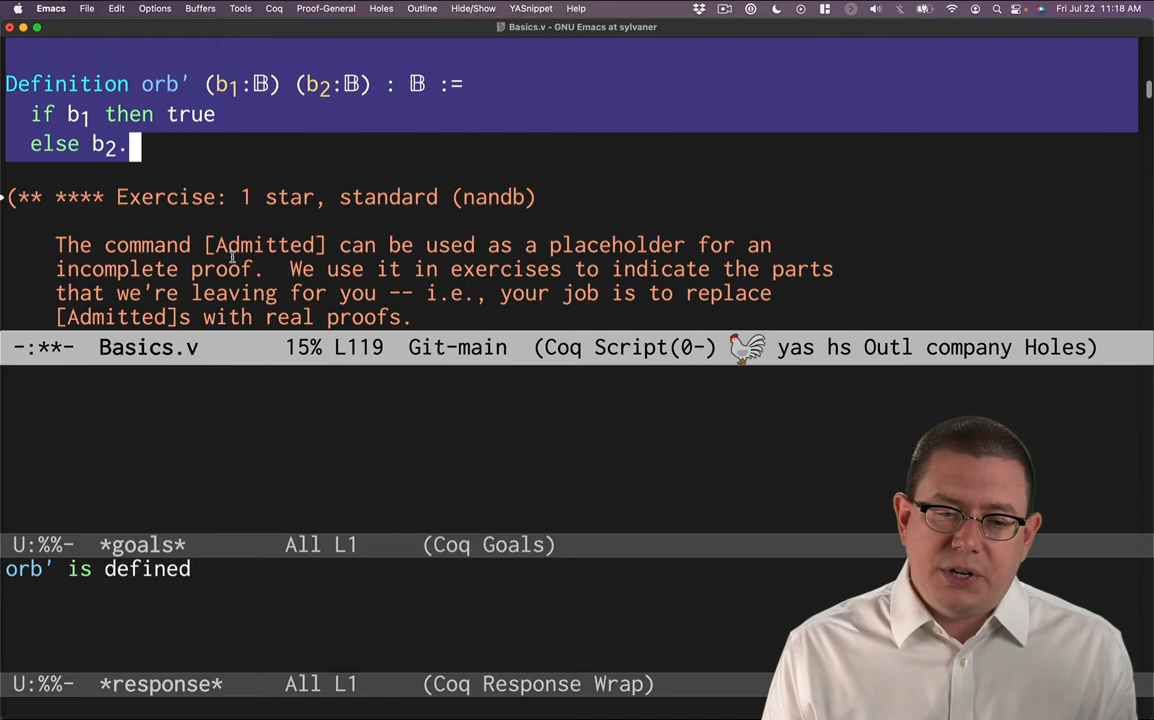 Emacs File Edit Options Buffers Tools Coq Proof-General Holes Outline Hide/Show YASnippet Help Fri Jul 22 11:18 AM
Basics.v - GNU Emacs at sylvaner
Definition orb' (b1:𝔹) (b2:𝔹) : 𝔹 :=
if b1 then true
else b2.
(** **** Exercise: 1 star, standard (nandb)
The command [Admitted] can be used as a placeholder for an
incomplete proof. We use it in exercises to indicate the parts
that we're leaving for you -- i.e., your job is to replace
[Admitted]s with real proofs.
-:**- Basics.v 15% L119 Git-main (Coq Script(0-) yas hs Outl company Holes)
U:%%- *goals* All L1 (Coq Goals)
orb' is defined
U:%%- *response* All L1 (Coq Response Wrap)